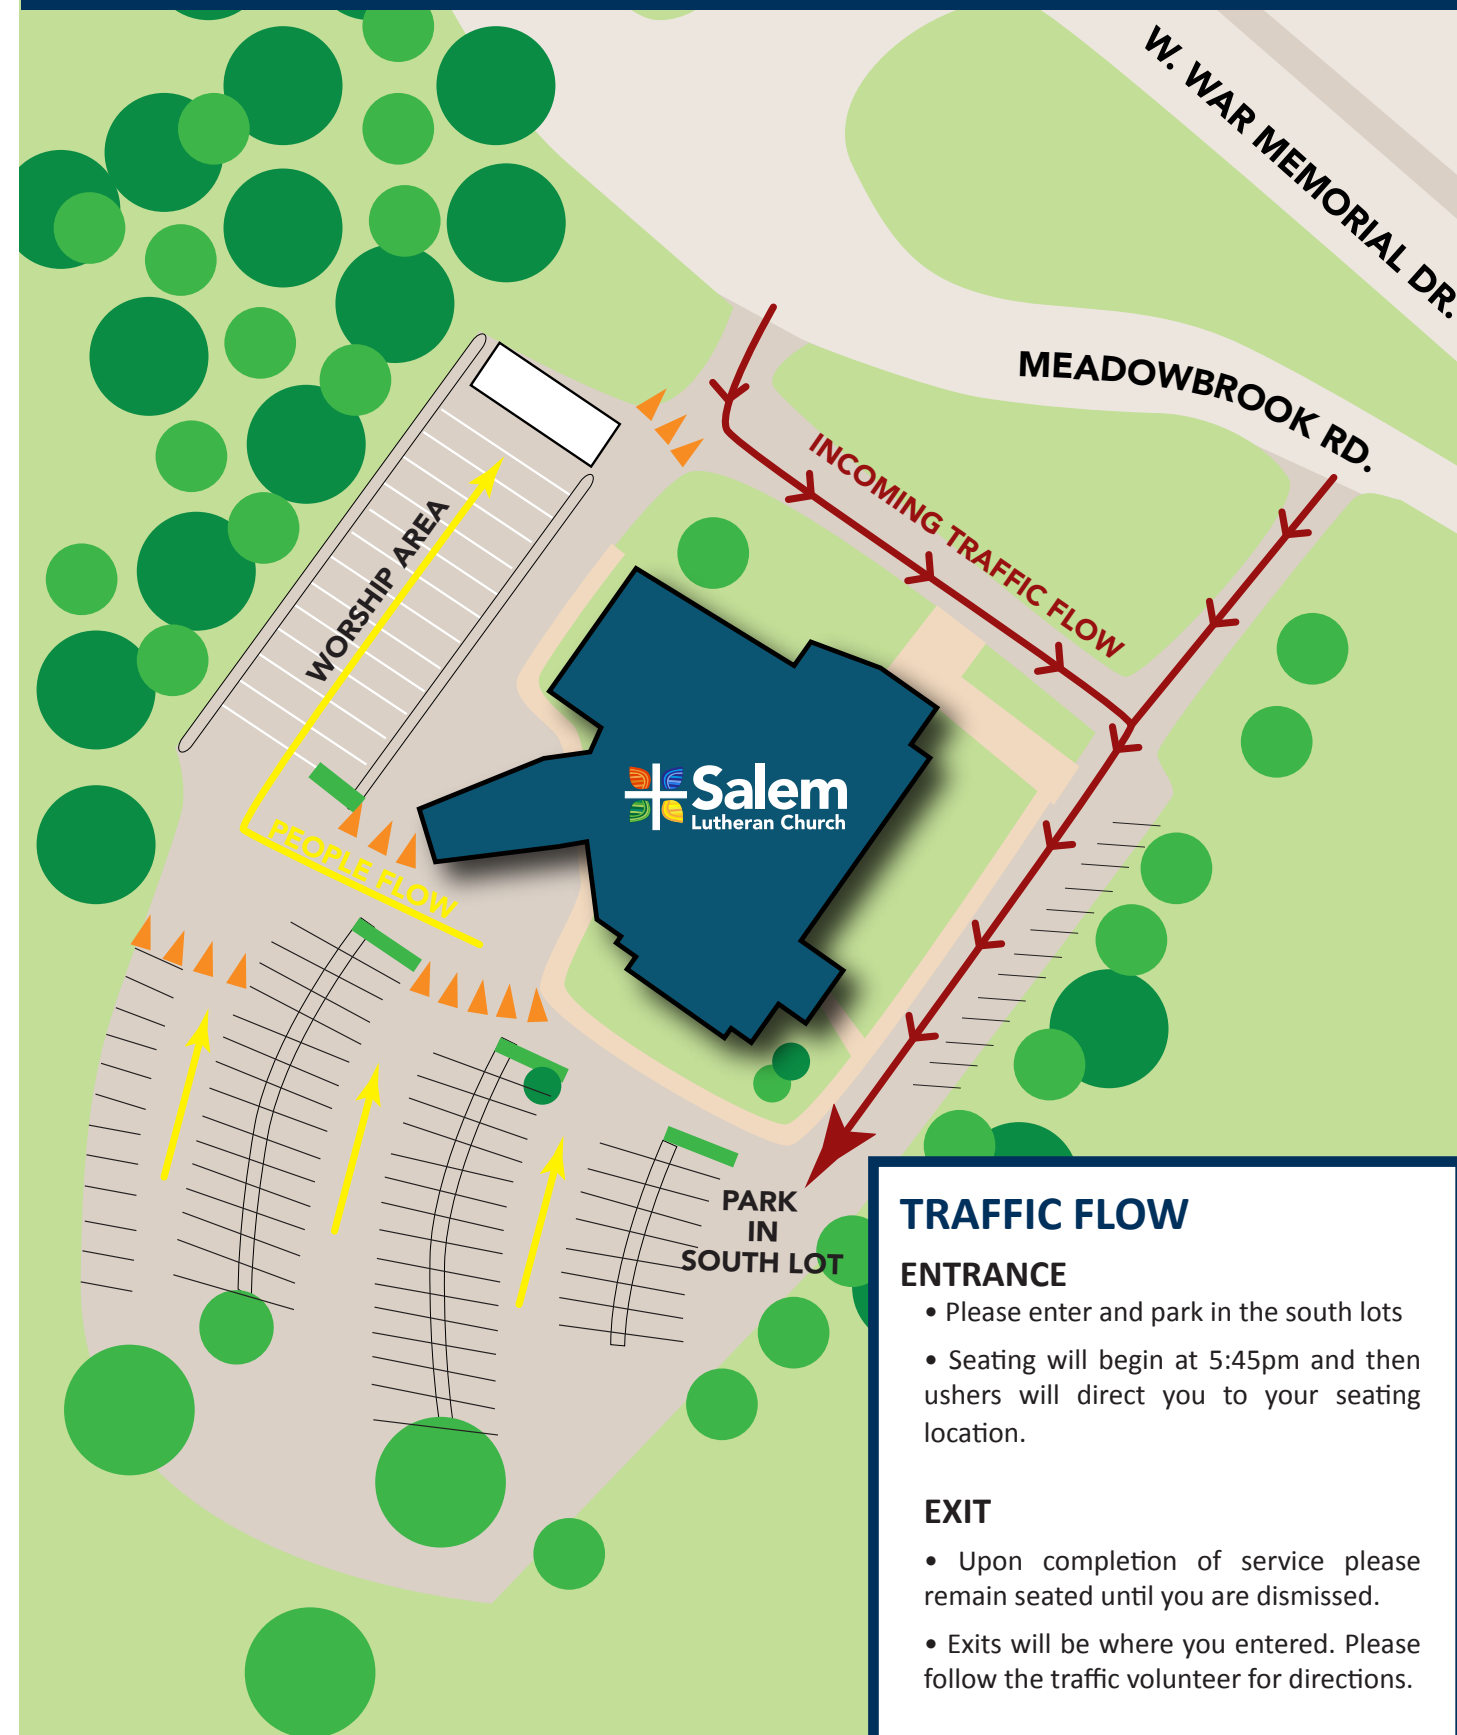 W. WAR MEMORIAL DR.
MEADOWBROOK RD.
INCOMING TRAFFIC FLOW
WORSHIP AREA
Salem
Lutheran Church
PEOPLE FLOW
PARK
IN
SOUTH LOT
TRAFFIC FLOW
ENTRANCE
• Please enter and park in the south lots
• Seating will begin at 5:45pm and then
ushers will direct you to your seating
location.
EXIT
• Upon completion of service please
remain seated until you are dismissed.
• Exits will be where you entered. Please
follow the traffic volunteer for directions.